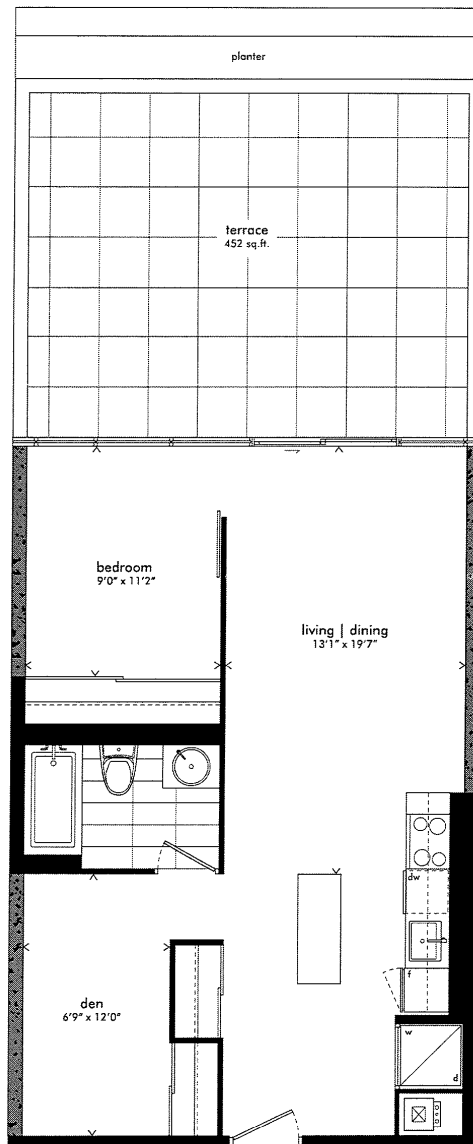 planter
terrace
452 sq.ft.
bedroom
9'0" x 11'2"
living | dining
13'1" x 19'7"
dw
f
den
6'9" x 12'0"
w
d